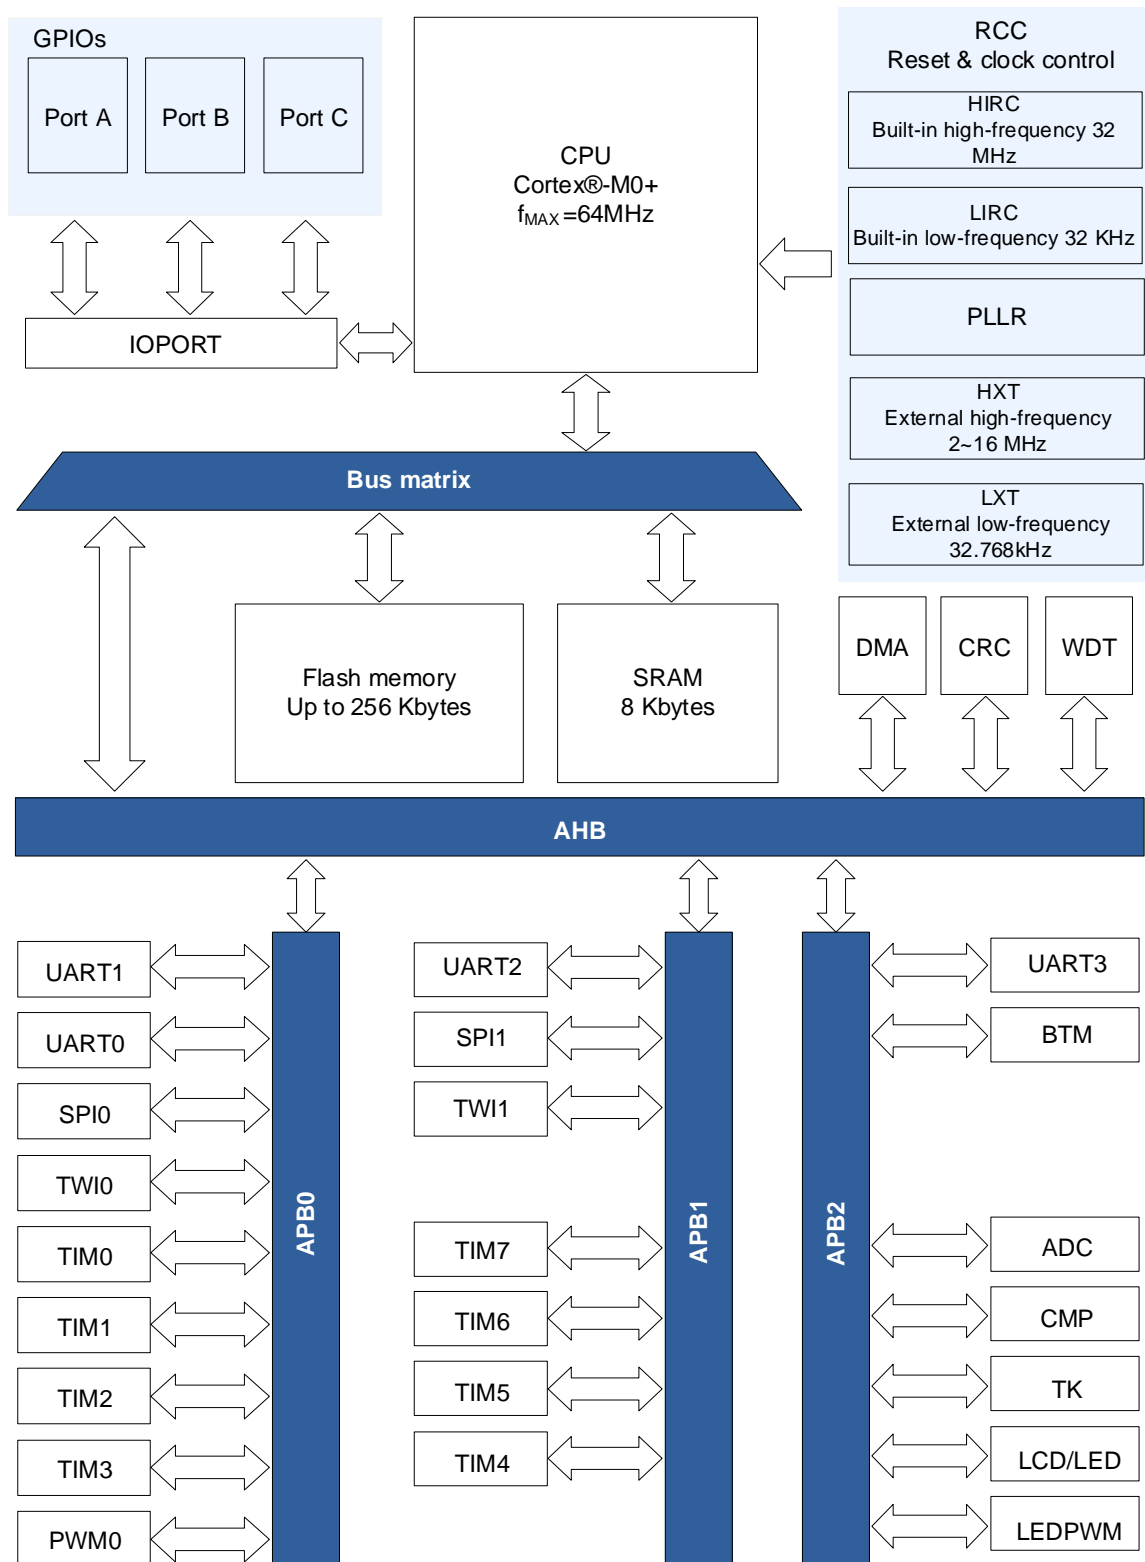 GPIOs
Port A
Port B
Port C
IOPORT
CPU
Cortex®-M0+
fMAX=64MHz
RCC
Reset & clock control
HIRC
Built-in high-frequency 32
MHz
LIRC
Built-in low-frequency 32 KHz
PLLR
HXT
External high-frequency
2~16 MHz
LXT
External low-frequency
32.768kHz
Bus matrix
Flash memory
Up to 256 Kbytes
SRAM
8 Kbytes
DMA
CRC
WDT
AHB
UART1
UART0
SPI0
TWI0
TIM0
TIM1
TIM2
TIM3
PWM0
APB0
UART2
SPI1
TWI1
TIM7
TIM6
TIM5
TIM4
APB1
APB2
UART3
BTM
ADC
CMP
TK
LCD/LED
LEDPWM